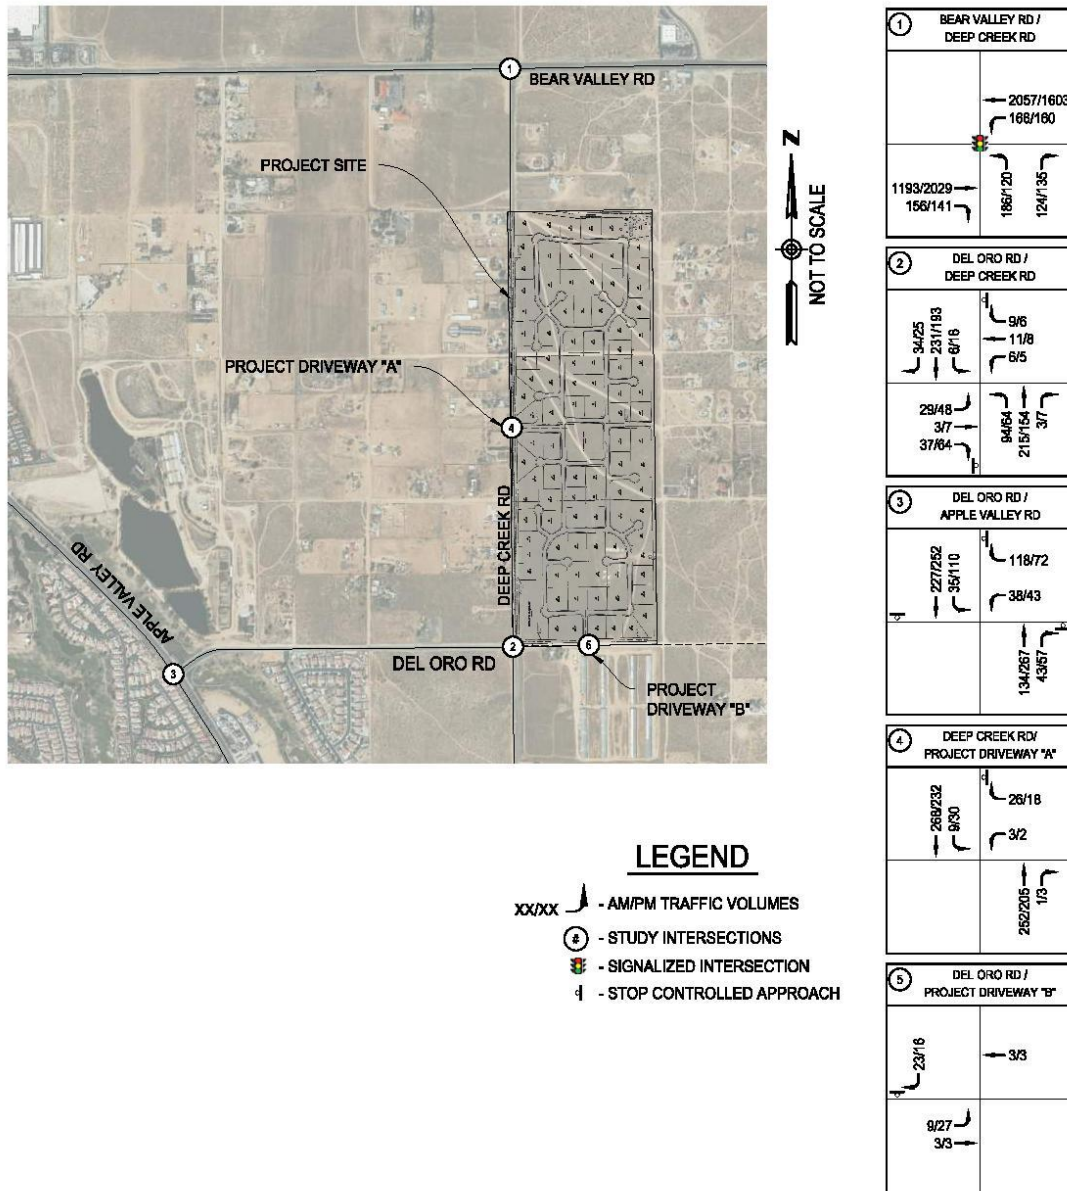 1
BEAR VALLEY RD
PROJECT SITE
N
NOT TO SCALE
PROJECT DRIVEWAY "A"
4
DEEP CREEK RD
APPLE VALLEY RD
DEL ORO RD
2
5
3
PROJECT
DRIVEWAY "B"
LEGEND
XX/XX - AM/PM TRAFFIC VOLUMES
# - STUDY INTERSECTIONS
- SIGNALIZED INTERSECTION
- STOP CONTROLLED APPROACH
1
BEAR VALLEY RD /
DEEP CREEK RD
2057/1603
166/160
1193/2029
156/141
186/120
124/135
2
DEL ORO RD /
DEEP CREEK RD
34/25
231/193
6/16
9/6
11/8
6/5
29/48
3/7
37/64
94/64
215/154
3/7
3
DEL ORO RD /
APPLE VALLEY RD
227/252
35/110
118/72
38/43
134/267
43/57
4
DEEP CREEK RD/
PROJECT DRIVEWAY "A"
268/232
9/30
26/18
3/2
252/205
1/3
5
DEL ORO RD /
PROJECT DRIVEWAY "B"
23/16
3/3
9/27
3/3